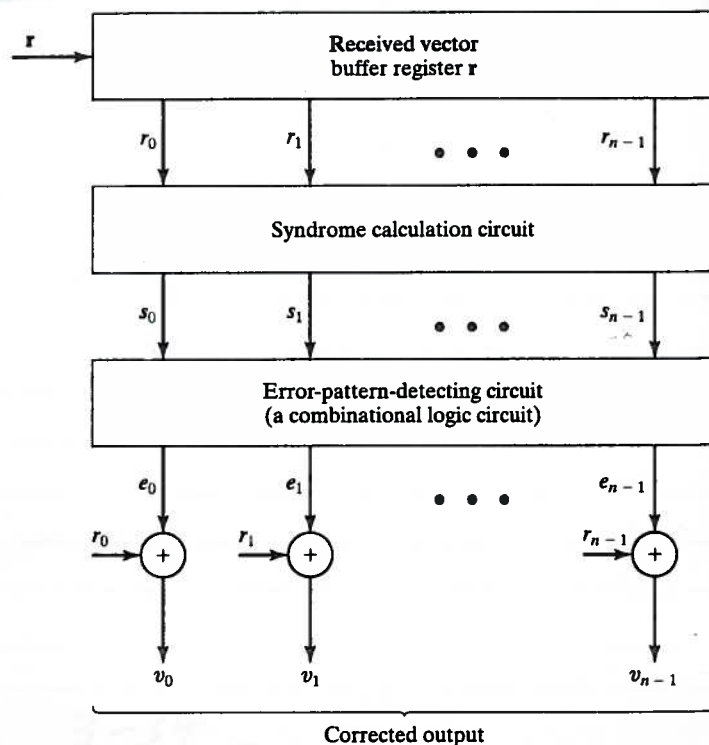 r
Received vector
buffer register r
r₀ r₁ • • • rₙ₋₁
Syndrome calculation circuit
s₀ s₁ • • • sₙ₋₁
Error-pattern-detecting circuit
(a combinational logic circuit)
e₀ e₁ • • • eₙ₋₁
r₀ + r₁ + rₙ₋₁ +
v₀ v₁ vₙ₋₁
Corrected output